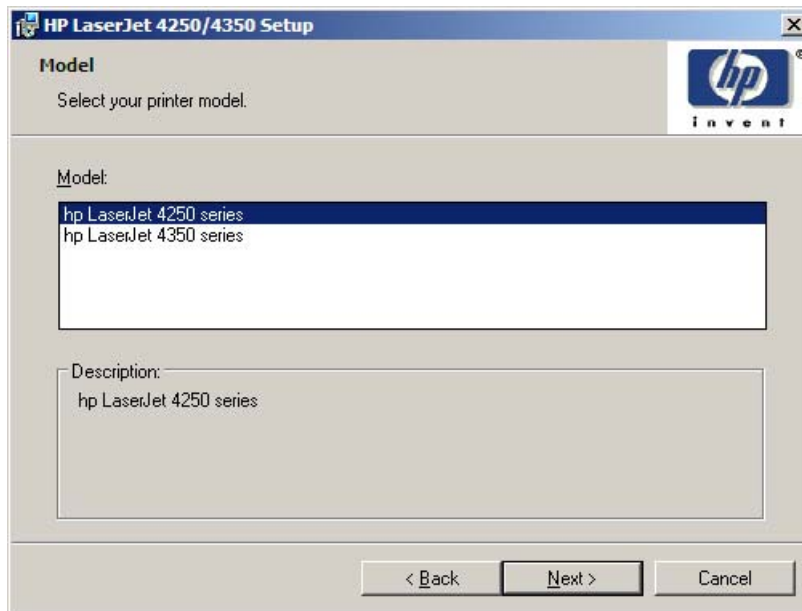 HP LaserJet 4250/4350 Setup
Model
Select your printer model.
hp
®
invent
Model:
hp LaserJet 4250 series
hp LaserJet 4350 series
Description:
hp LaserJet 4250 series
< Back
Next >
Cancel